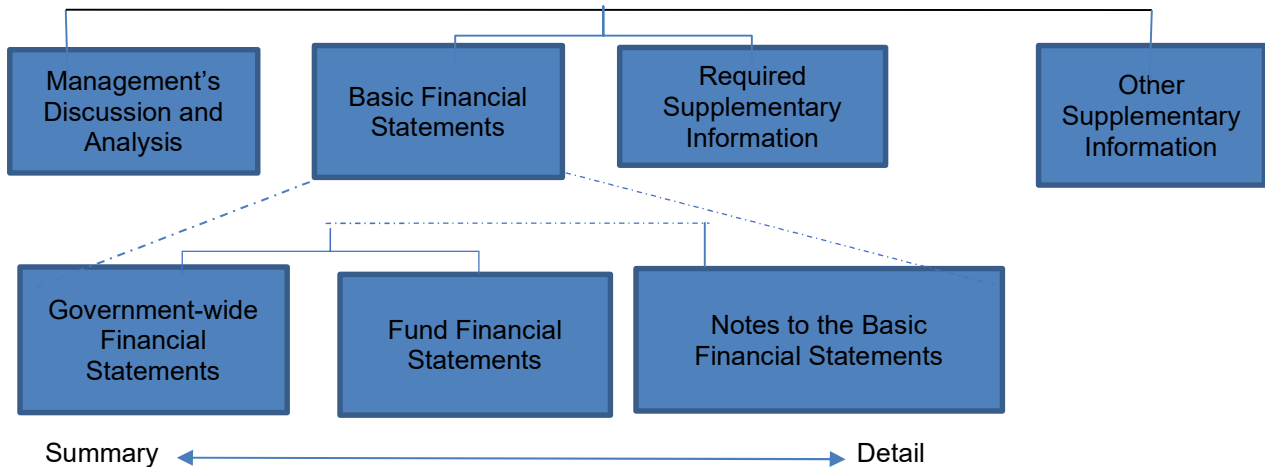 Management’s
Discussion and
Analysis
Basic Financial
Statements
Required
Supplementary
Information
Other
Supplementary
Information
Government-wide
Financial
Statements
Fund Financial
Statements
Notes to the Basic
Financial Statements
Summary
Detail